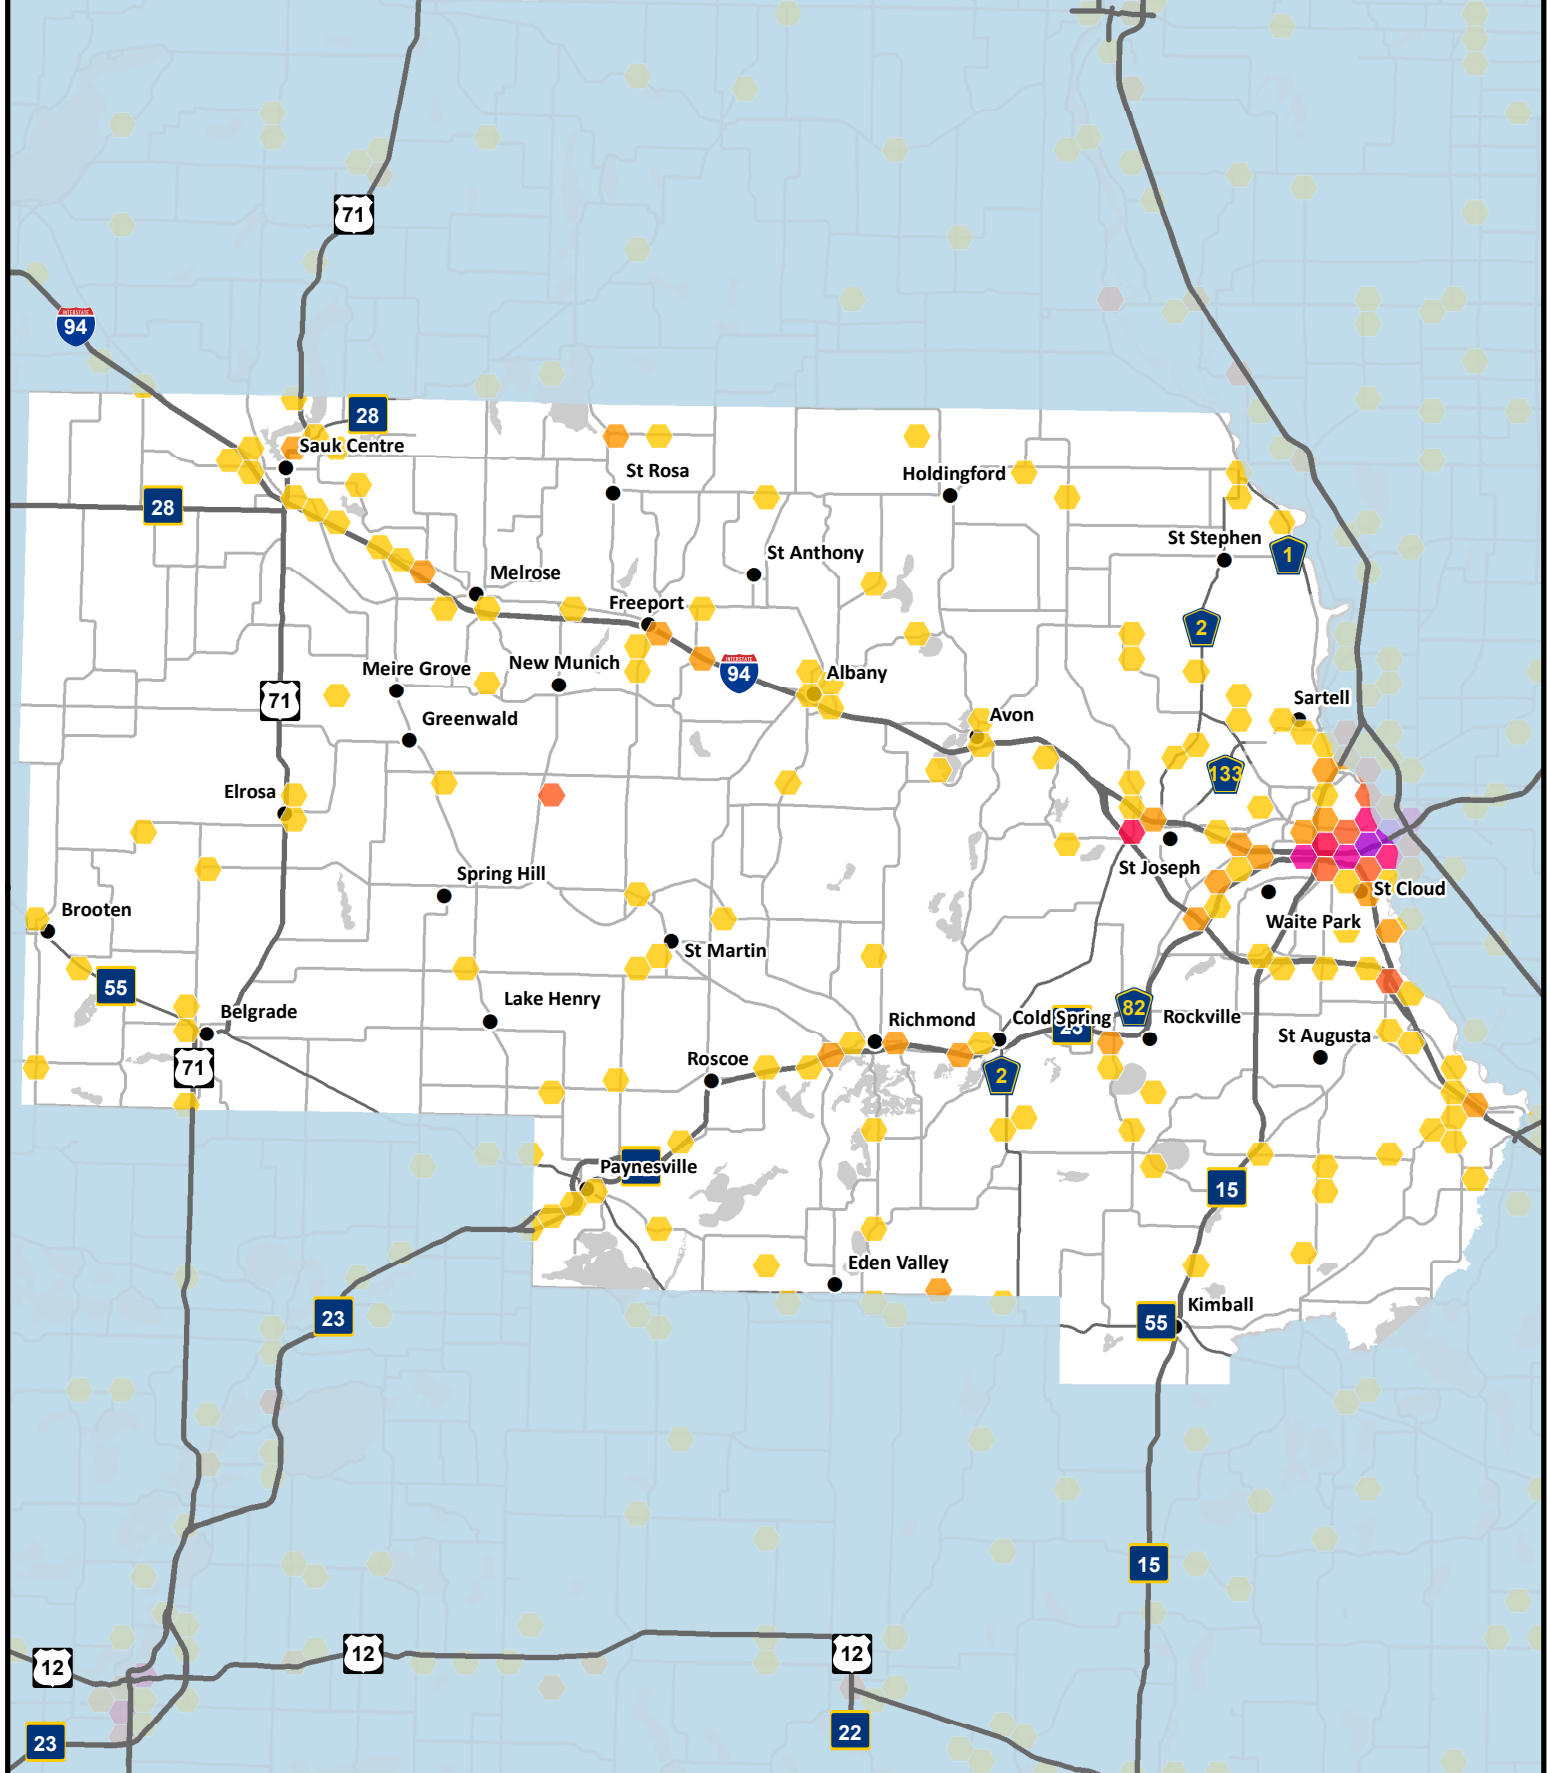 71
INTERSTATE
94
28
Sauk Centre
St Rosa
Holdingford
28
St Stephen
1
St Anthony
Melrose
Freeport
2
Meire Grove
New Munich
INTERSTATE
94
Albany
71
Sartell
Greenwald
Avon
133
Elrosa
St Joseph
Spring Hill
St Cloud
Brooten
Waite Park
St Martin
55
Lake Henry
Belgrade
82
Richmond
Cold Spring
23
Rockville
St Augusta
Roscoe
71
2
Paynesville
15
Eden Valley
Kimball
23
55
15
12
12
12
23
22